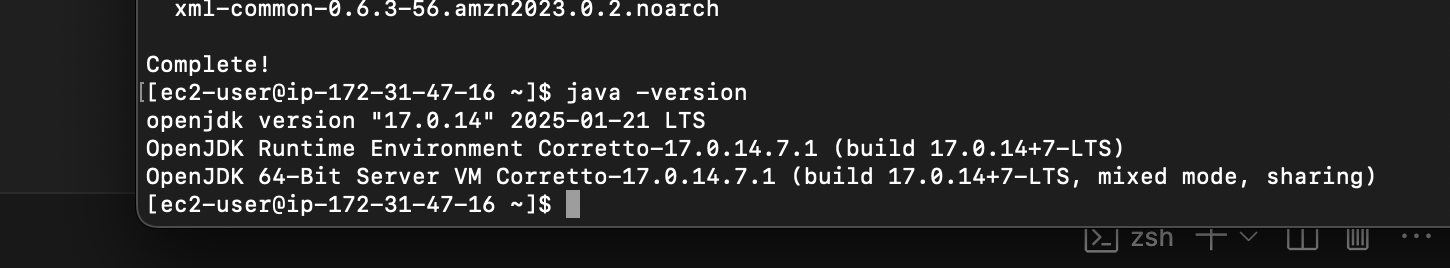 xml-common-0.6.3-56.amzn2023.0.2.noarch
Complete!
[[ec2-user@ip-172-31-47-16 ~]$ java -version
openjdk version "17.0.14" 2025-01-21 LTS
OpenJDK Runtime Environment Corretto-17.0.14.7.1 (build 17.0.14+7-LTS)
OpenJDK 64-Bit Server VM Corretto-17.0.14.7.1 (build 17.0.14+7-LTS, mixed mode, sharing)
[ec2-user@ip-172-31-47-16 ~]$
zsh